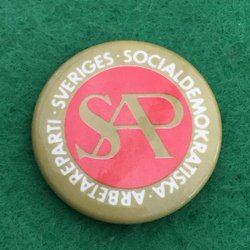 SVERIGES · SOCIALDEMOKRATISKA · ARBETAREPARTI ·
SAP